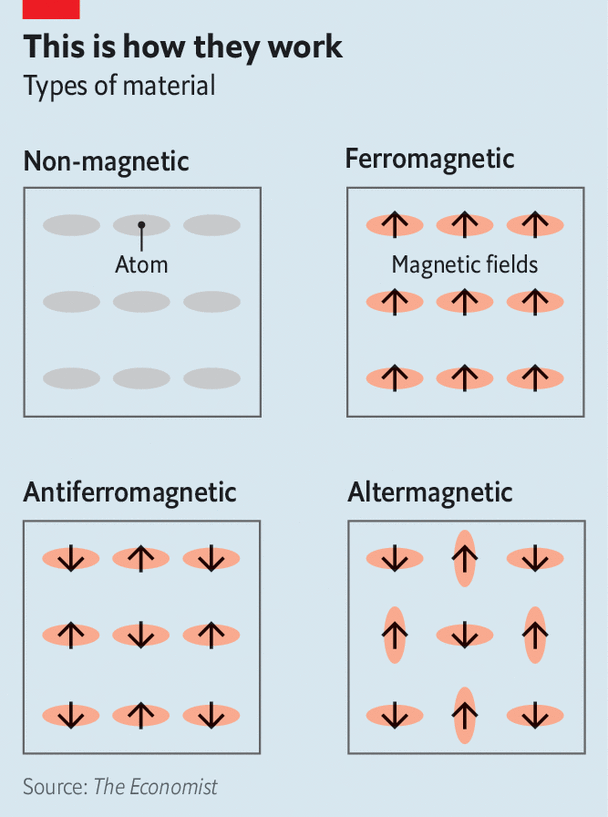 This is how they work
Types of material
Non-magnetic
Ferromagnetic
Atom
Magnetic fields
Antiferromagnetic
Altermagnetic
Source: The Economist